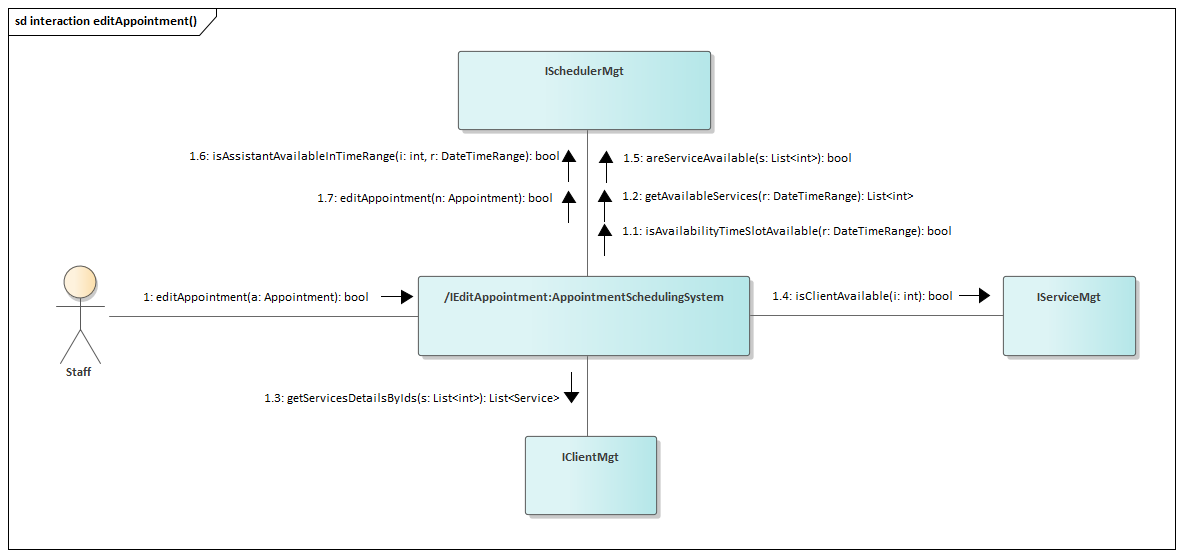 sd interaction editAppointment()
ISchedulerMgt
1.6: isAssistantAvailableInTimeRange(i: int, r: DateTimeRange): bool
1.5: areServiceAvailable(s: List<int>): bool
1.7: editAppointment(n: Appointment): bool
1.2: getAvailableServices(r: DateTimeRange): List<int>
1.1: isAvailabilityTimeSlotAvailable(r: DateTimeRange): bool
1: editAppointment(a: Appointment): bool
/IEditAppointment:AppointmentSchedulingSystem
1.4: isClientAvailable(i: int): bool
IServiceMgt
Staff
1.3: getServicesDetailsByIds(s: List<int>): List<Service>
IClientMgt